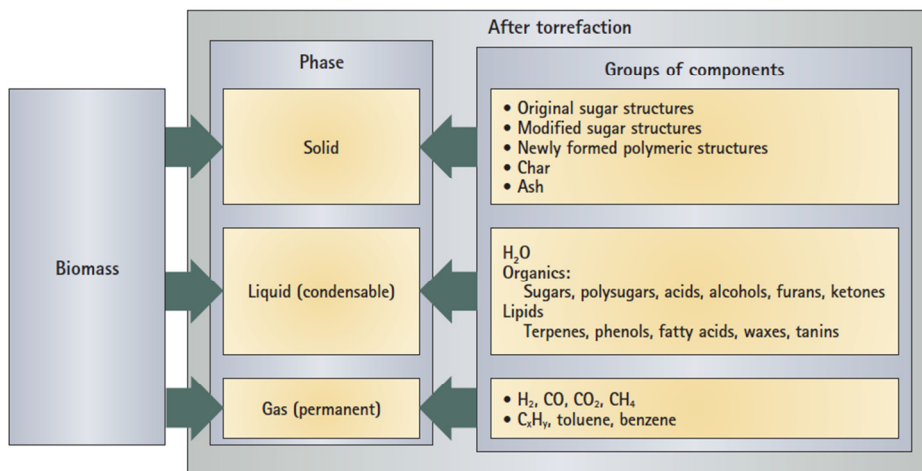 After torrefaction
Phase
Groups of components
Biomass
Solid
• Original sugar structures
• Modified sugar structures
• Newly formed polymeric structures
• Char
• Ash
Liquid (condensable)
H₂O
Organics:
Sugars, polysugars, acids, alcohols, furans, ketones
Lipids
Terpenes, phenols, fatty acids, waxes, tanins
Gas (permanent)
• H₂, CO, CO₂, CH₄
• CₓHᵧ, toluene, benzene